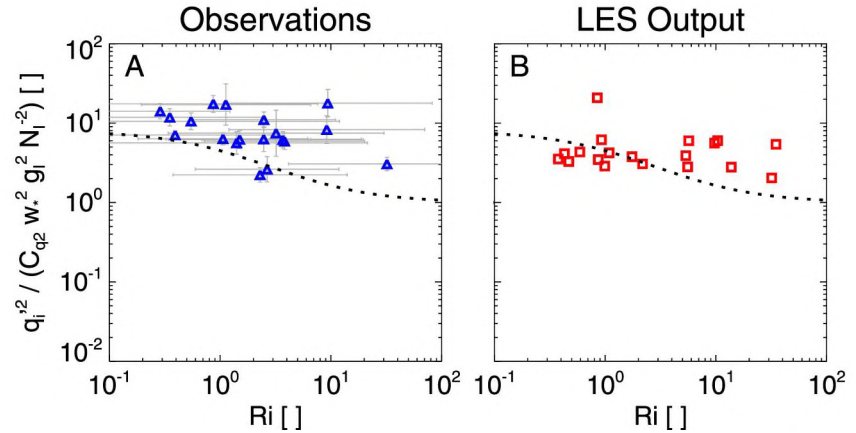 Observations
LES Output
A
B
q_i'^2 / (C_q2 w_*^2 g_I^2 N_I^-2) [ ]
10^2
10^1
10^0
10^-1
10^-2
10^-1
10^0
10^1
10^2
10^-1
10^0
10^1
10^2
Ri [ ]
Ri [ ]